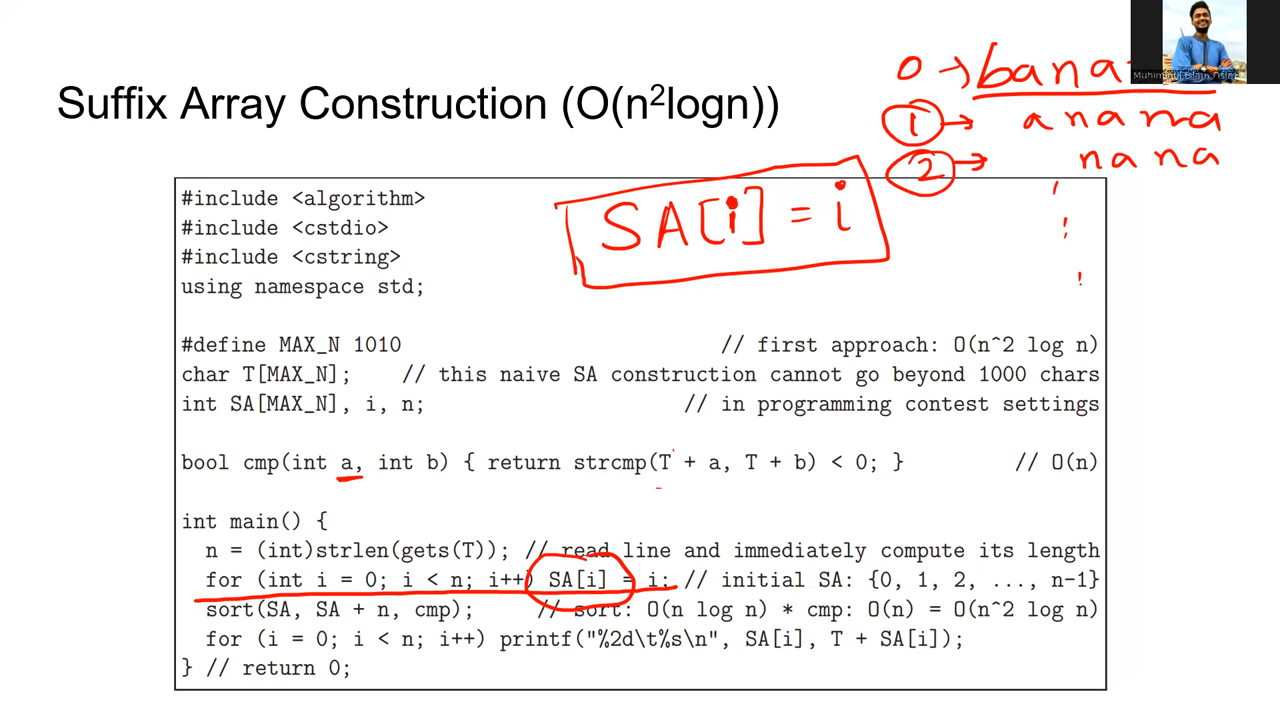 Suffix Array Construction (O(n²logn))
0 → bana
1 → anana
2 → nana
SA[i] = i
#include <algorithm>
#include <cstdio>
#include <cstring>
using namespace std;
#define MAX_N 1010 // first approach: O(n^2 log n)
char T[MAX_N]; // this naive SA construction cannot go beyond 1000 chars
int SA[MAX_N], i, n; // in programming contest settings
bool cmp(int a, int b) { return strcmp(T + a, T + b) < 0; } // O(n)
int main() {
n = (int)strlen(gets(T)); // read line and immediately compute its length
for (int i = 0; i < n; i++) SA[i] = i; // initial SA: {0, 1, 2, ..., n-1}
sort(SA, SA + n, cmp); // sort: O(n log n) * cmp: O(n) = O(n^2 log n)
for (i = 0; i < n; i++) printf("%2d\t%s\n", SA[i], T + SA[i]);
} // return 0;